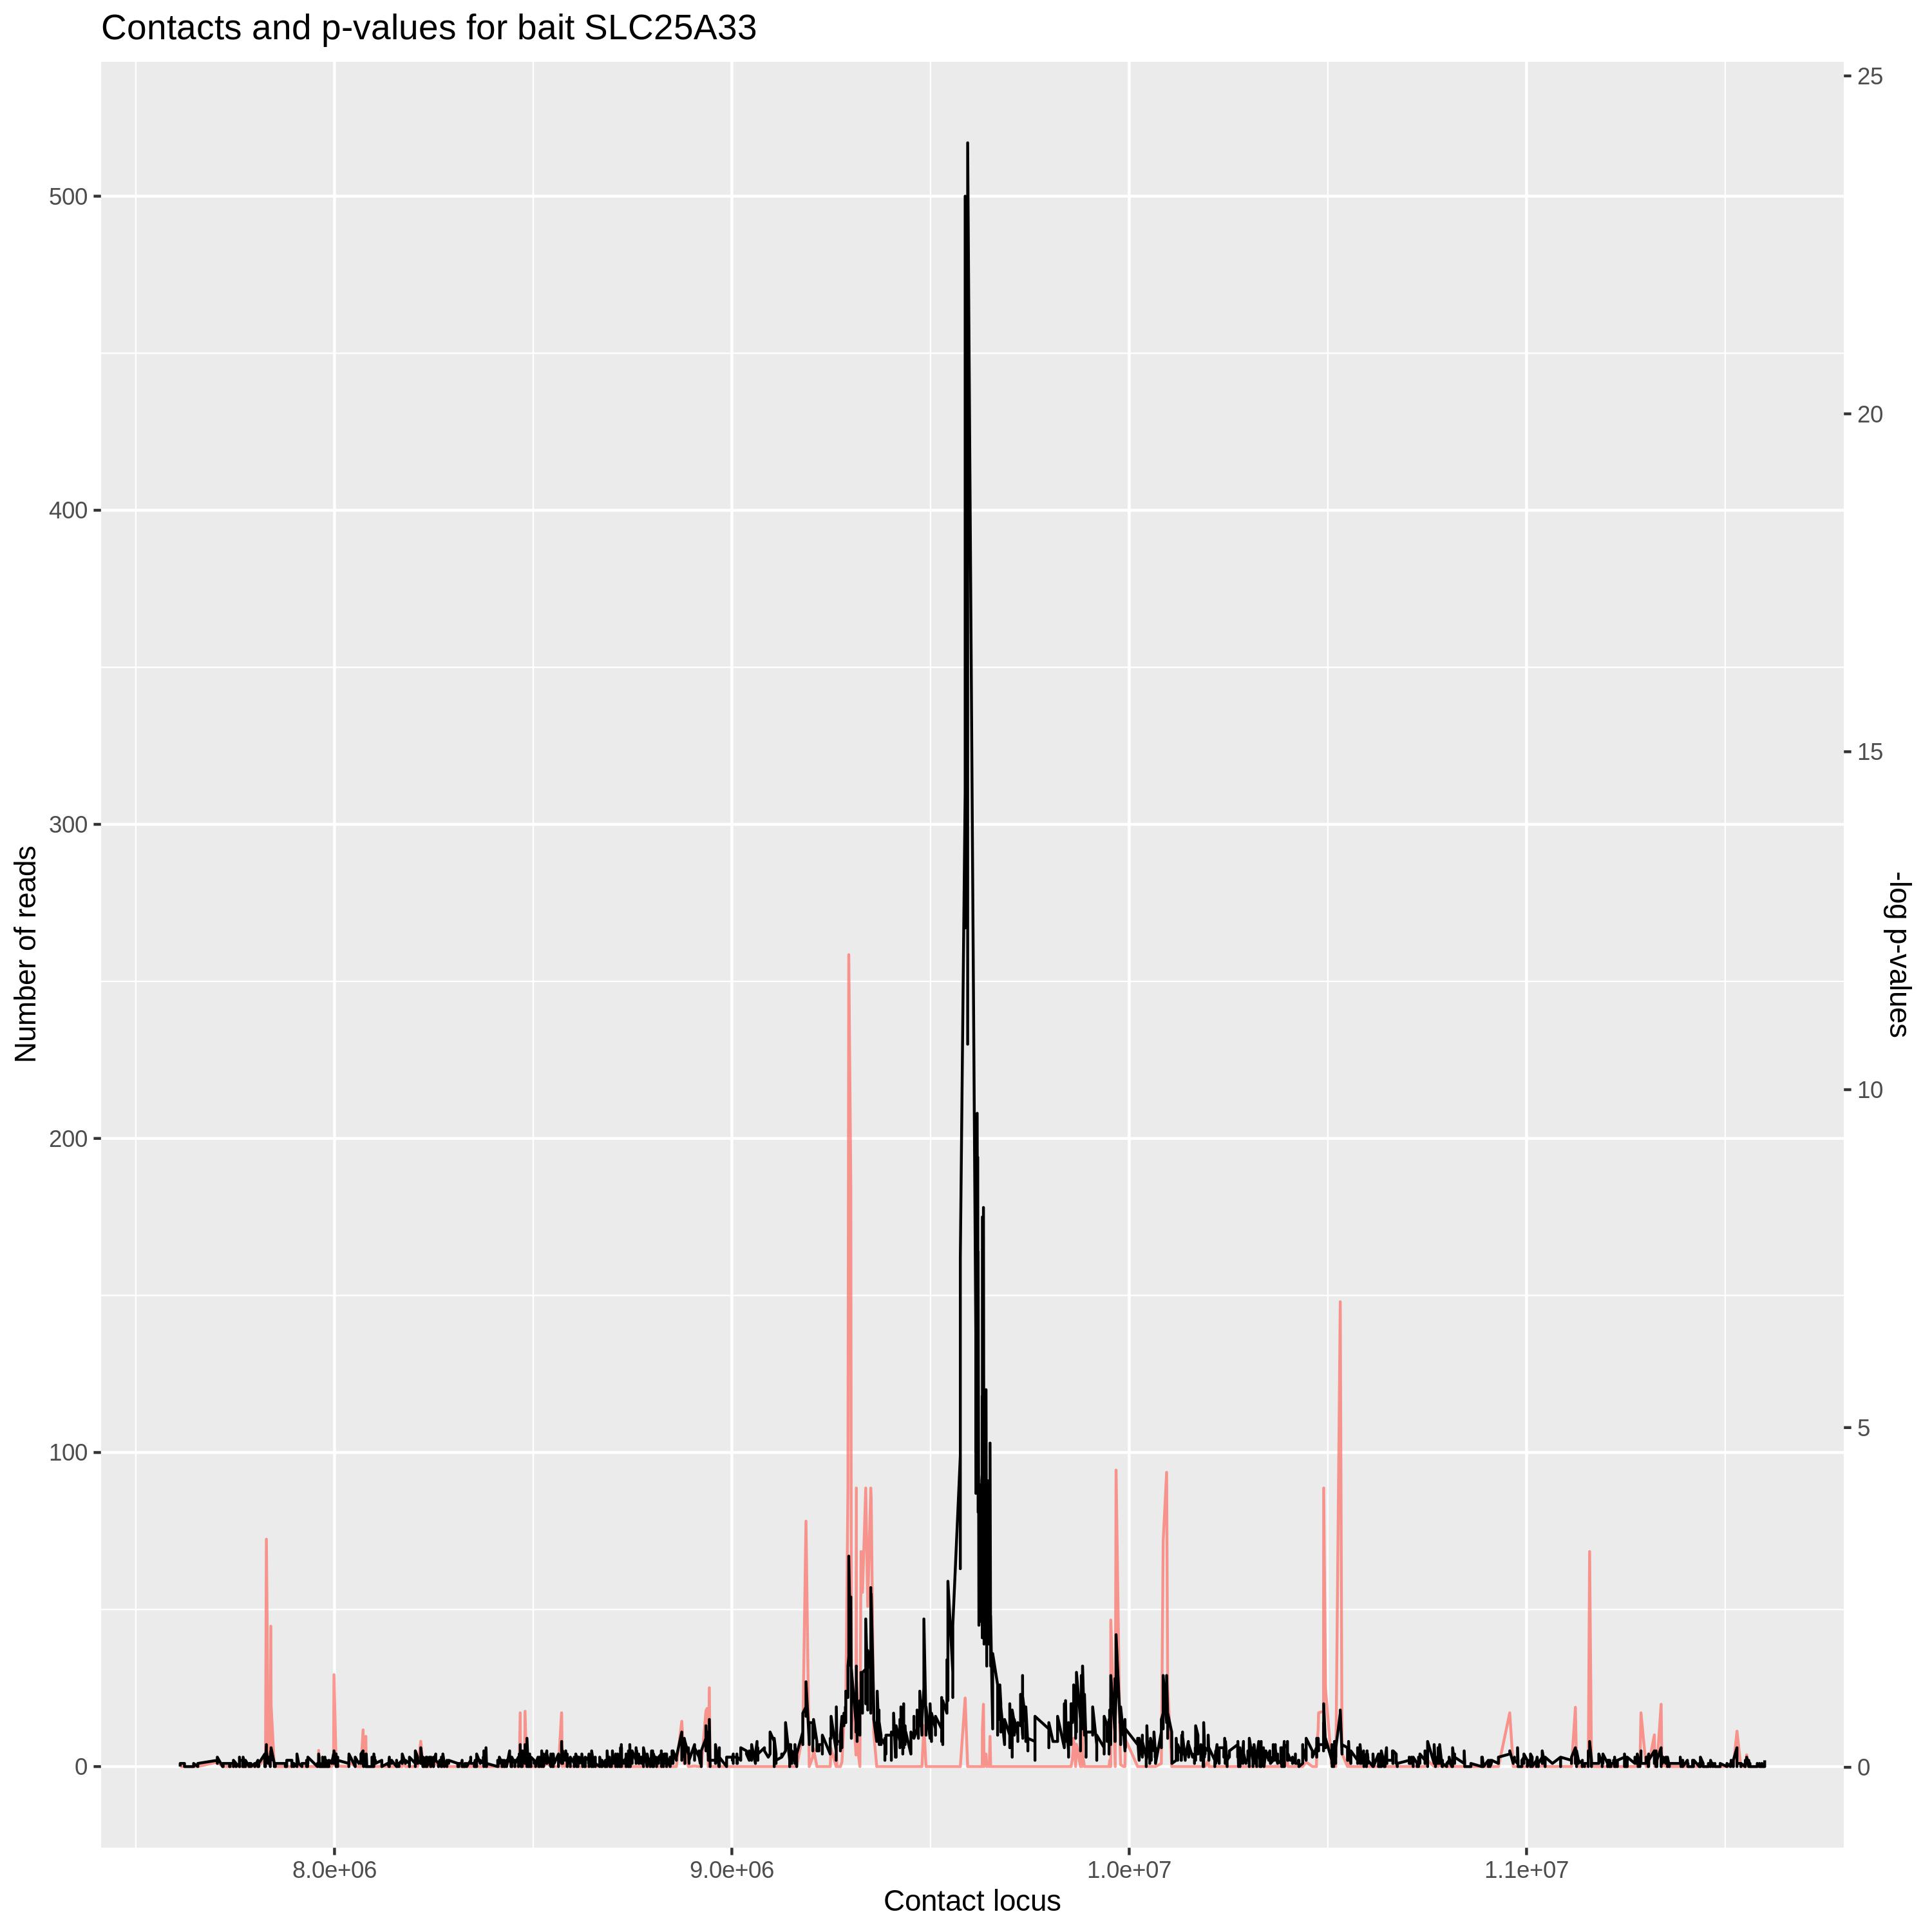 Contacts and p-values for bait SLC25A33
25
500
20
400
15
300
Number of reads
-log p-values
10
200
5
100
0
0
8.0e+06
9.0e+06
1.0e+07
1.1e+07
Contact locus